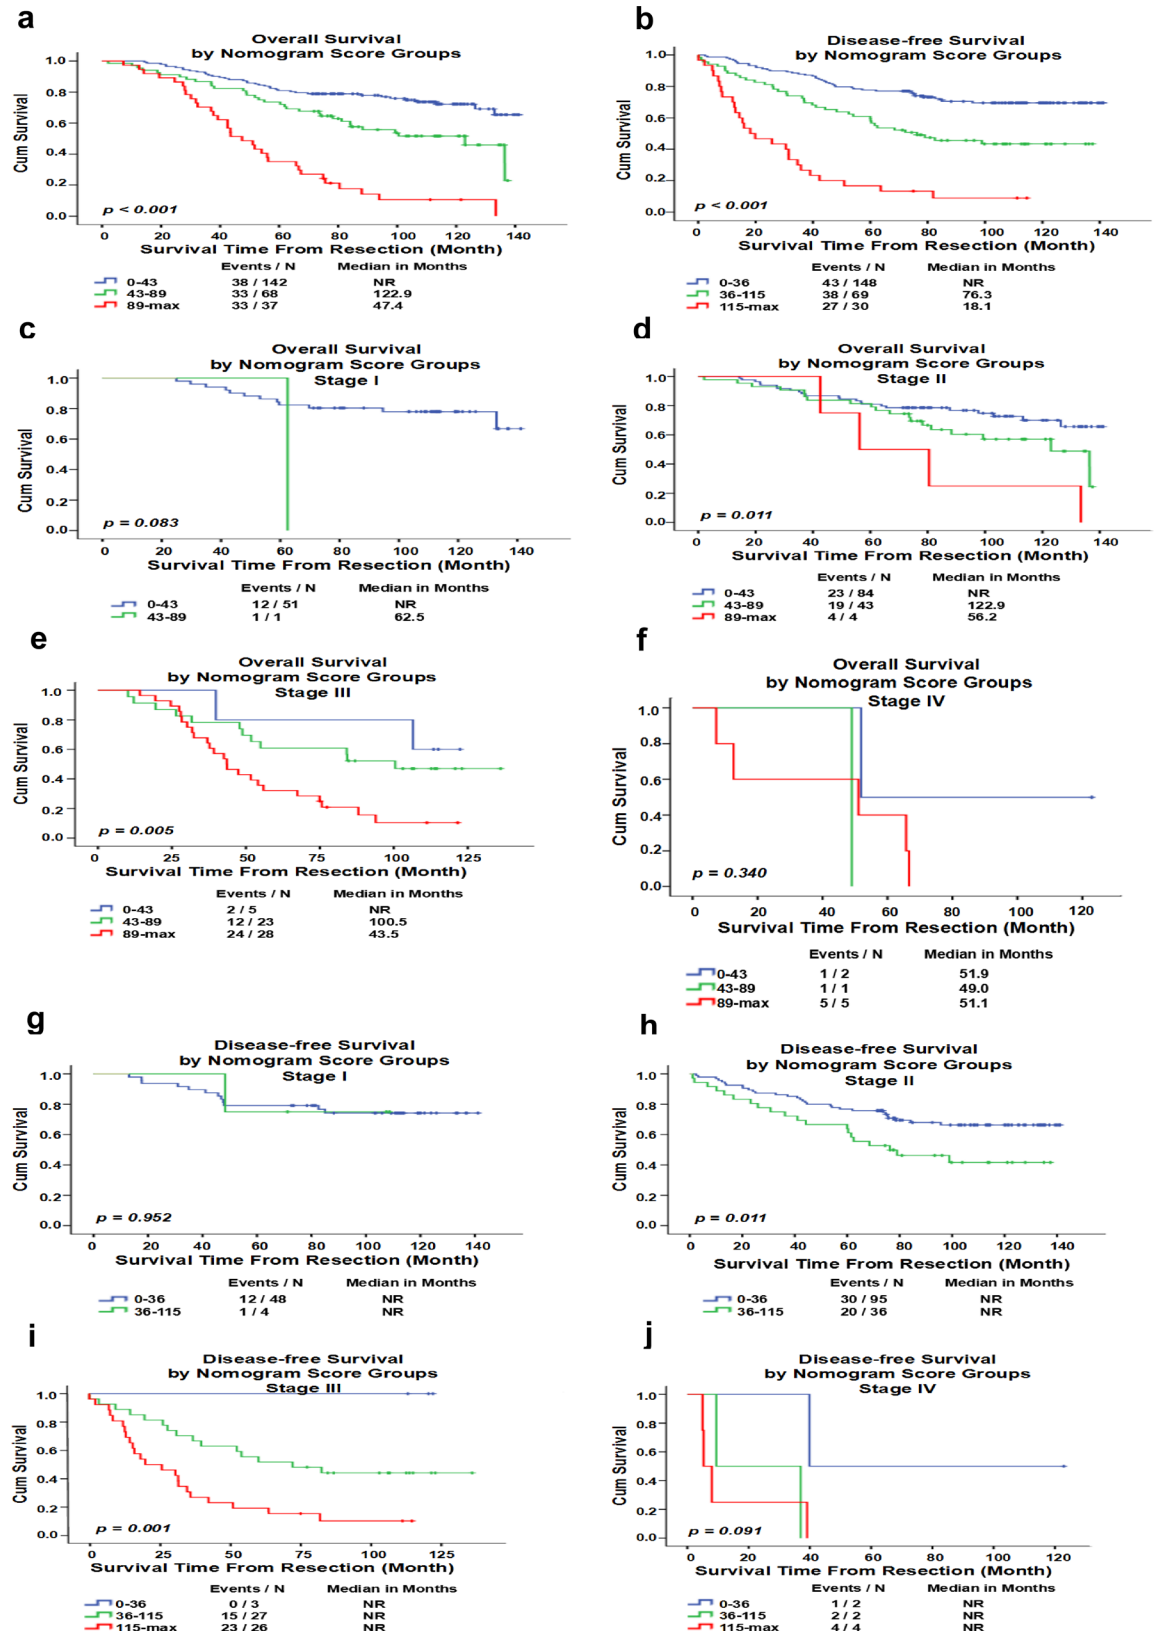 a
Overall Survival
by Nomogram Score Groups
Cum Survival
1.0
0.8
0.6
0.4
0.2
0.0
p < 0.001
0 20 40 60 80 100 120 140
Survival Time From Resection (Month)
Events / N Median in Months
0-43 38 / 142 NR
43-89 33 / 68 122.9
89-max 33 / 37 47.4
b
Disease-free Survival
by Nomogram Score Groups
Cum Survival
1.0
0.8
0.6
0.4
0.2
0.0
p < 0.001
0 20 40 60 80 100 120 140
Survival Time From Resection (Month)
Events / N Median in Months
0-36 43 / 148 NR
36-115 38 / 69 76.3
115-max 27 / 30 18.1
c
Overall Survival
by Nomogram Score Groups
Stage I
Cum Survival
1.0
0.8
0.6
0.4
0.2
0.0
p = 0.083
0 20 40 60 80 100 120 140
Survival Time From Resection (Month)
Events / N Median in Months
0-43 12 / 51 NR
43-89 1 / 1 62.5
d
Overall Survival
by Nomogram Score Groups
Stage II
Cum Survival
1.0
0.8
0.6
0.4
0.2
0.0
p = 0.011
0 20 40 60 80 100 120 140
Survival Time From Resection (Month)
Events / N Median in Months
0-43 23 / 84 NR
43-89 19 / 43 122.9
89-max 4 / 4 56.2
e
Overall Survival
by Nomogram Score Groups
Stage III
Cum Survival
1.0
0.8
0.6
0.4
0.2
0.0
p = 0.005
0 25 50 75 100 125
Survival Time From Resection (Month)
Events / N Median in Months
0-43 2 / 5 NR
43-89 12 / 23 100.5
89-max 24 / 28 43.5
f
Overall Survival
by Nomogram Score Groups
Stage IV
Cum Survival
1.0
0.8
0.6
0.4
0.2
0.0
p = 0.340
0 20 40 60 80 100 120
Survival Time From Resection (Month)
Events / N Median in Months
0-43 1 / 2 51.9
43-89 1 / 1 49.0
89-max 5 / 5 51.1
g
Disease-free Survival
by Nomogram Score Groups
Stage I
Cum Survival
1.0
0.8
0.6
0.4
0.2
0.0
p = 0.952
0 20 40 60 80 100 120 140
Survival Time From Resection (Month)
Events / N Median in Months
0-36 12 / 48 NR
36-115 1 / 4 NR
h
Disease-free Survival
by Nomogram Score Groups
Stage II
Cum Survival
1.0
0.8
0.6
0.4
0.2
0.0
p = 0.011
0 20 40 60 80 100 120 140
Survival Time From Resection (Month)
Events / N Median in Months
0-36 30 / 95 NR
36-115 20 / 36 NR
i
Disease-free Survival
by Nomogram Score Groups
Stage III
Cum Survival
1.0
0.8
0.6
0.4
0.2
0.0
p = 0.001
0 25 50 75 100 125
Survival Time From Resection (Month)
Events / N Median in Months
0-36 0 / 3 NR
36-115 15 / 27 NR
115-max 23 / 26 NR
j
Disease-free Survival
by Nomogram Score Groups
Stage IV
Cum Survival
1.0
0.8
0.6
0.4
0.2
0.0
p = 0.091
0 20 40 60 80 100 120
Survival Time From Resection (Month)
Events / N Median in Months
0-36 1 / 2 NR
36-115 2 / 2 NR
115-max 4 / 4 NR